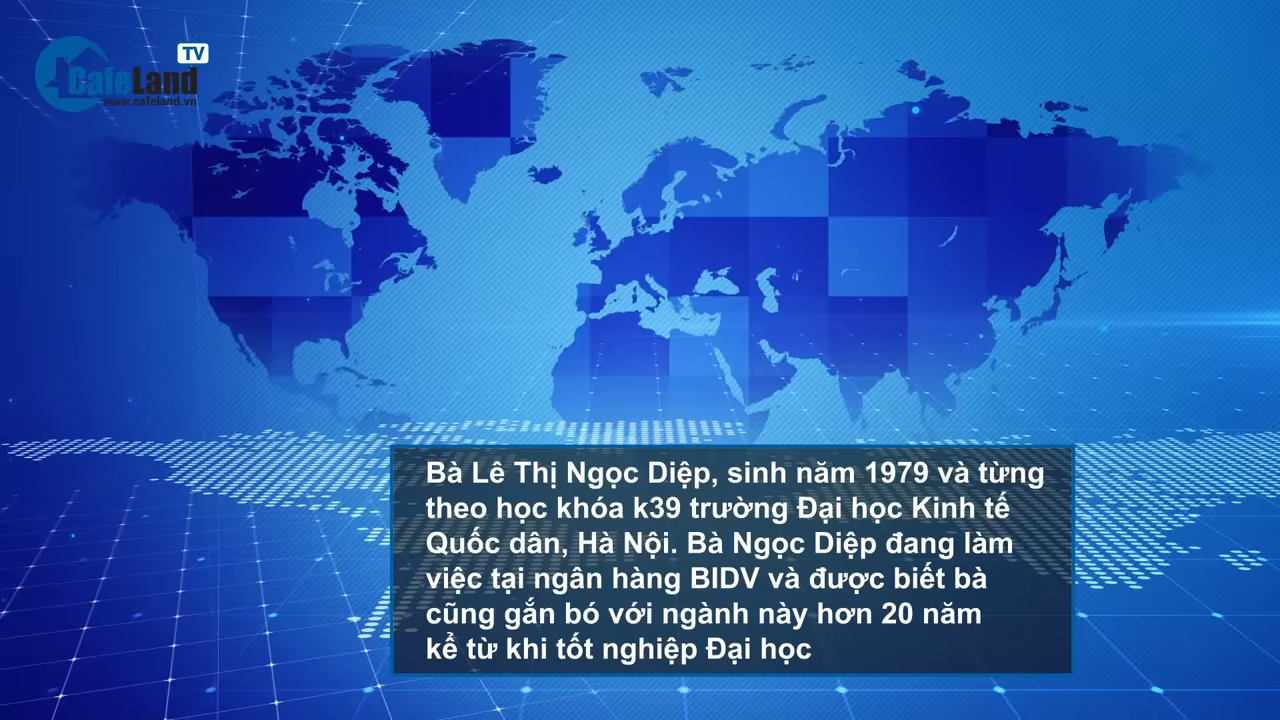 TV
CafeLand
www.cafeland.vn
Bà Lê Thị Ngọc Diệp, sinh năm 1979 và từng
theo học khóa k39 trường Đại học Kinh tế
Quốc dân, Hà Nội. Bà Ngọc Diệp đang làm
việc tại ngân hàng BIDV và được biết bà
cũng gắn bó với ngành này hơn 20 năm
kể từ khi tốt nghiệp Đại học